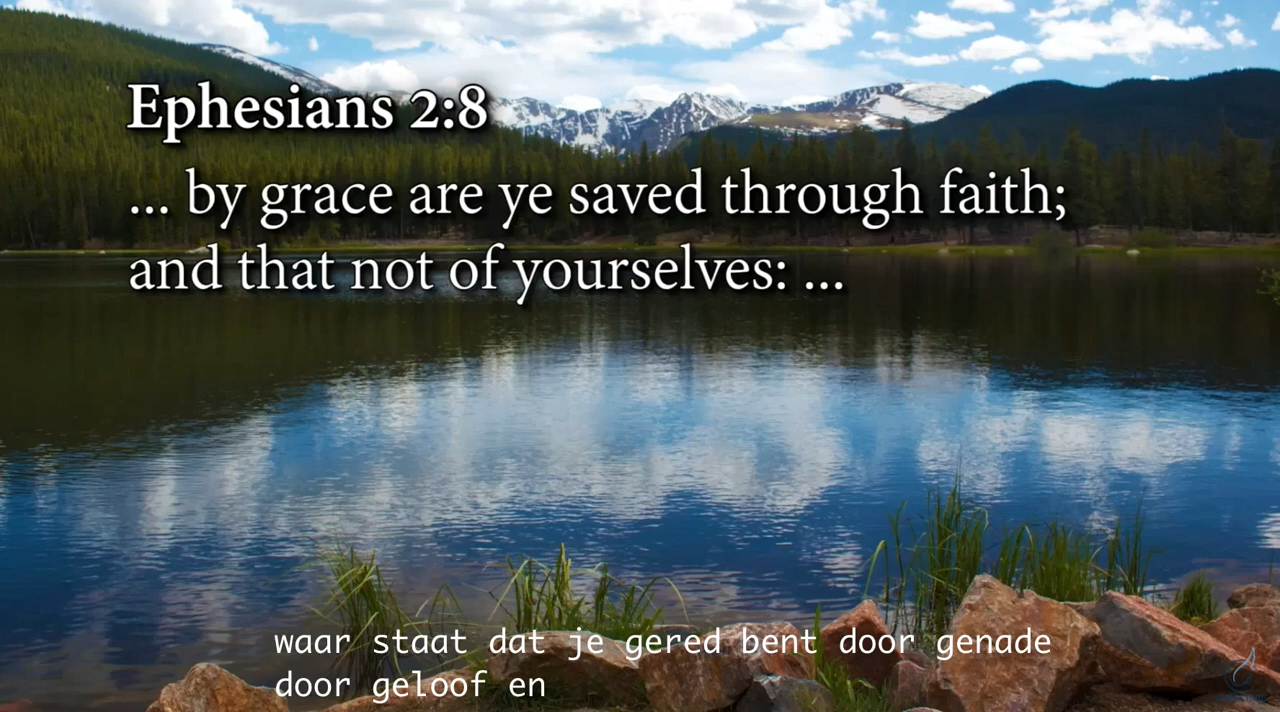 Ephesians 2:8
... by grace are ye saved through faith;
and that not of yourselves: ...
waar staat dat je gered bent door genade
door geloof en